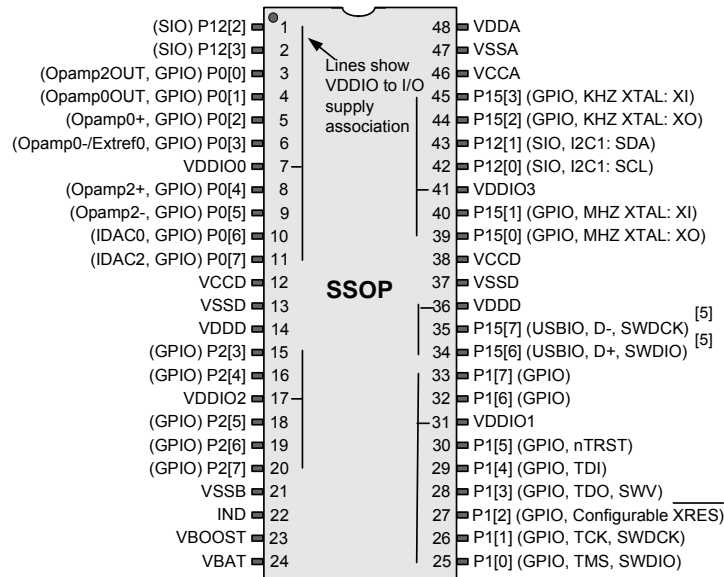 (SIO) P12[2] 1
(SIO) P12[3] 2
(Opamp2OUT, GPIO) P0[0] 3
(Opamp0OUT, GPIO) P0[1] 4
(Opamp0+, GPIO) P0[2] 5
(Opamp0-/Extref0, GPIO) P0[3] 6
VDDIO0 7
(Opamp2+, GPIO) P0[4] 8
(Opamp2-, GPIO) P0[5] 9
(IDAC0, GPIO) P0[6] 10
(IDAC2, GPIO) P0[7] 11
VCCD 12
VSSD 13
VDDD 14
(GPIO) P2[3] 15
(GPIO) P2[4] 16
VDDIO2 17
(GPIO) P2[5] 18
(GPIO) P2[6] 19
(GPIO) P2[7] 20
VSSB 21
IND 22
VBOOST 23
VBAT 24
Lines show
VDDIO to I/O
supply
association
SSOP
48 VDDA
47 VSSA
46 VCCA
45 P15[3] (GPIO, KHZ XTAL: XI)
44 P15[2] (GPIO, KHZ XTAL: XO)
43 P12[1] (SIO, I2C1: SDA)
42 P12[0] (SIO, I2C1: SCL)
41 VDDIO3
40 P15[1] (GPIO, MHZ XTAL: XI)
39 P15[0] (GPIO, MHZ XTAL: XO)
38 VCCD
37 VSSD
36 VDDD
35 P15[7] (USBIO, D-, SWDCK) [5]
34 P15[6] (USBIO, D+, SWDIO) [5]
33 P1[7] (GPIO)
32 P1[6] (GPIO)
31 VDDIO1
30 P1[5] (GPIO, nTRST)
29 P1[4] (GPIO, TDI)
28 P1[3] (GPIO, TDO, SWV)
27 P1[2] (GPIO, Configurable XRES)
26 P1[1] (GPIO, TCK, SWDCK)
25 P1[0] (GPIO, TMS, SWDIO)